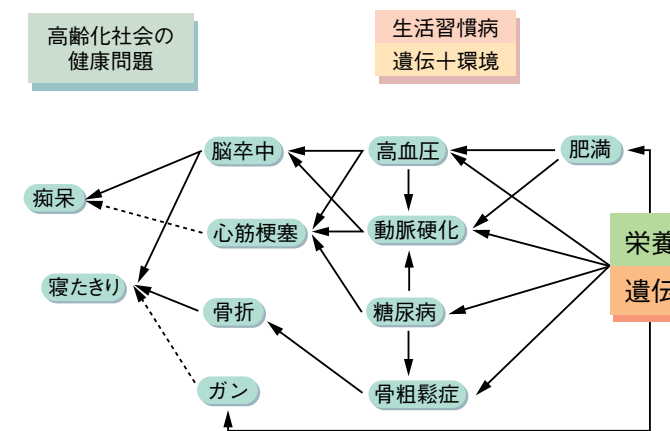 高齢化社会の
健康問題
生活習慣病
遺伝＋環境
脳卒中
高血圧
肥満
痴呆
心筋梗塞
動脈硬化
栄養
寝たきり
骨折
糖尿病
遺伝
ガン
骨粗鬆症